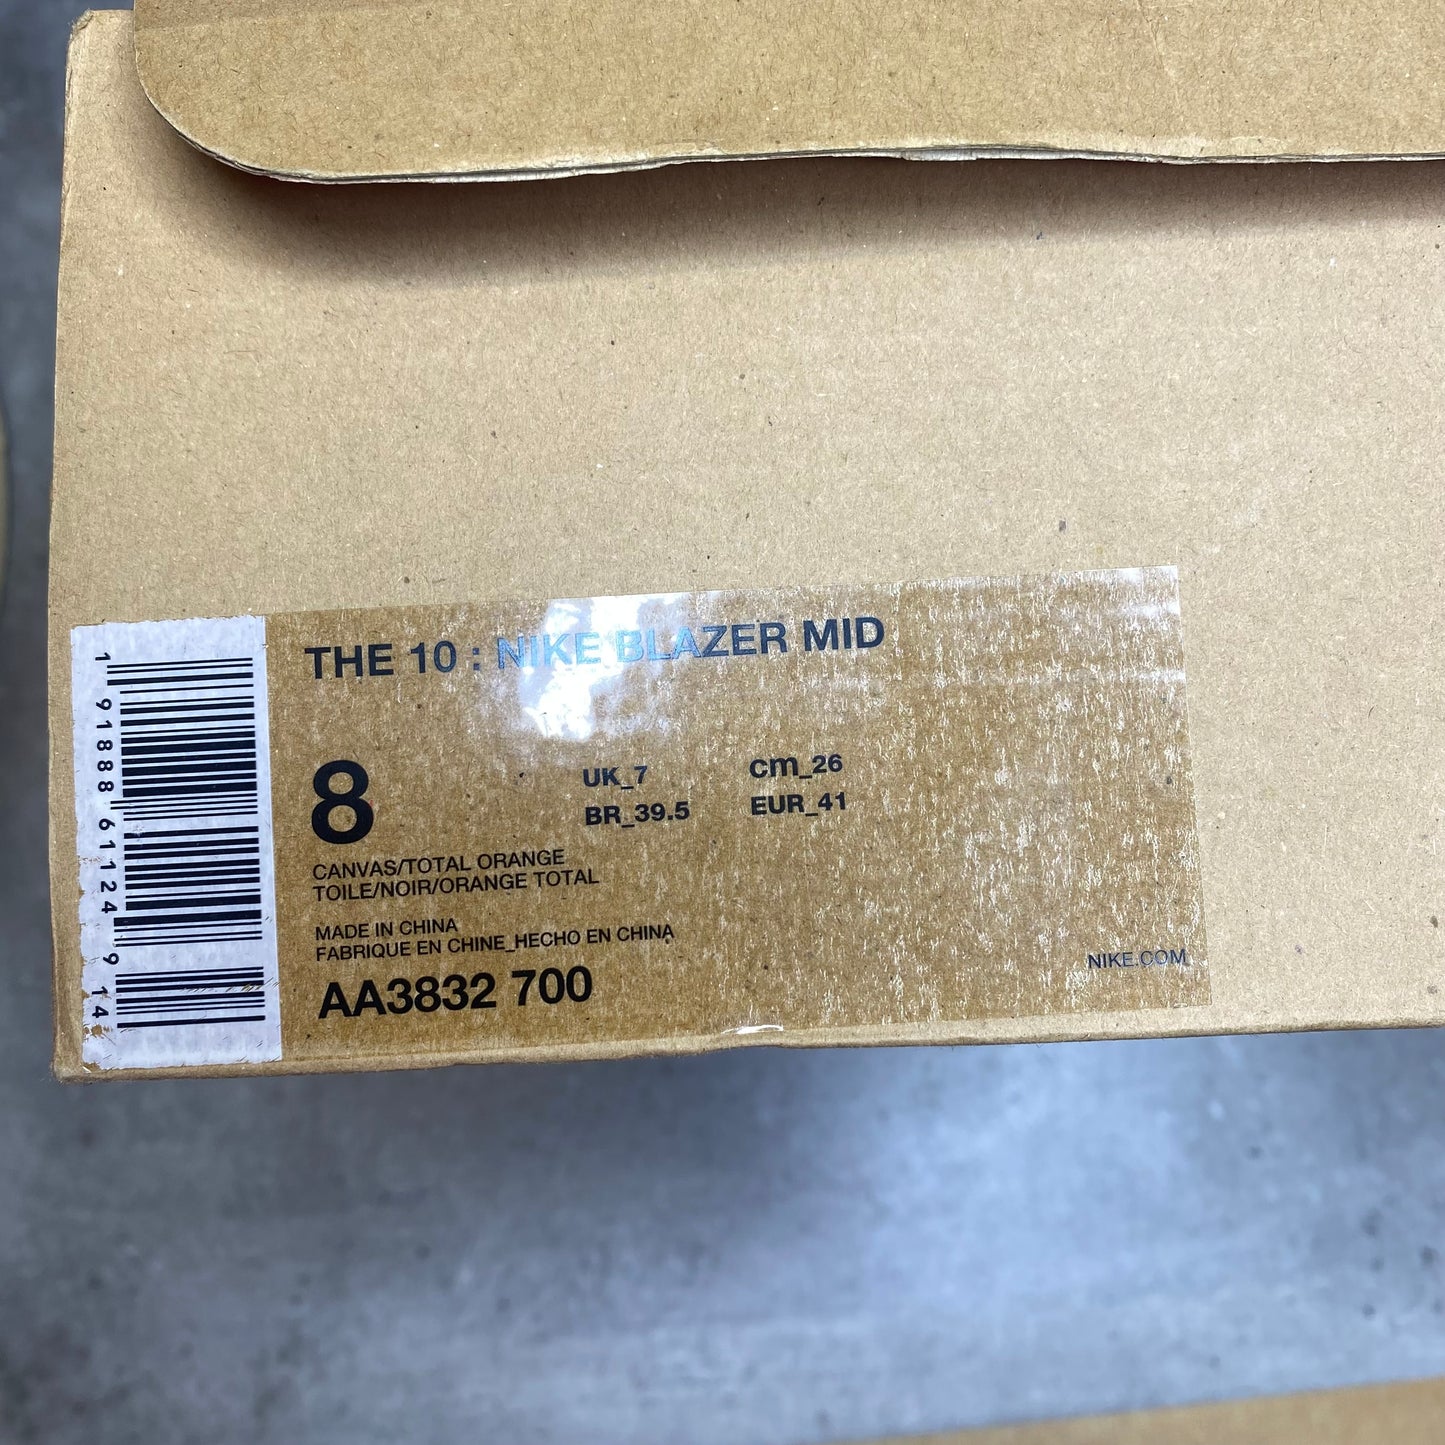 THE 10 : NIKE BLAZER MID
8
UK_7 cm_26
BR_39.5 EUR_41
CANVAS/TOTAL ORANGE
TOILE/NOIR/ORANGE TOTAL
MADE IN CHINA
FABRIQUE EN CHINE_HECHO EN CHINA
AA3832 700
NIKE.COM
1 91888 61124 9 14